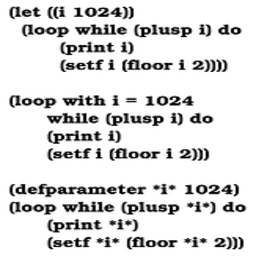 (let ((i 1024))
(loop while (plusp i) do
(print i)
(setf i (floor i 2))))
(loop with i = 1024
while (plusp i) do
(print i)
(setf i (floor i 2)))
(defparameter *i* 1024)
(loop while (plusp *i*) do
(print *i*)
(setf *i* (floor *i* 2)))